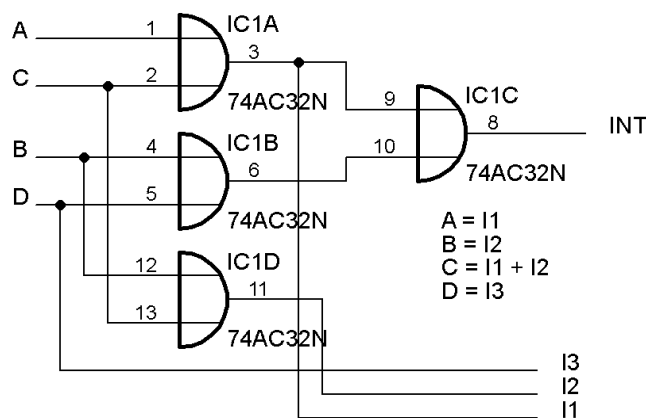 A 1 IC1A
3
C 2
74AC32N
9 IC1C
8 INT
B 4 IC1B
10
6
74AC32N
D 5
74AC32N
A = I1
B = I2
C = I1 + I2
D = I3
12 IC1D
11
13
74AC32N
I3
I2
I1